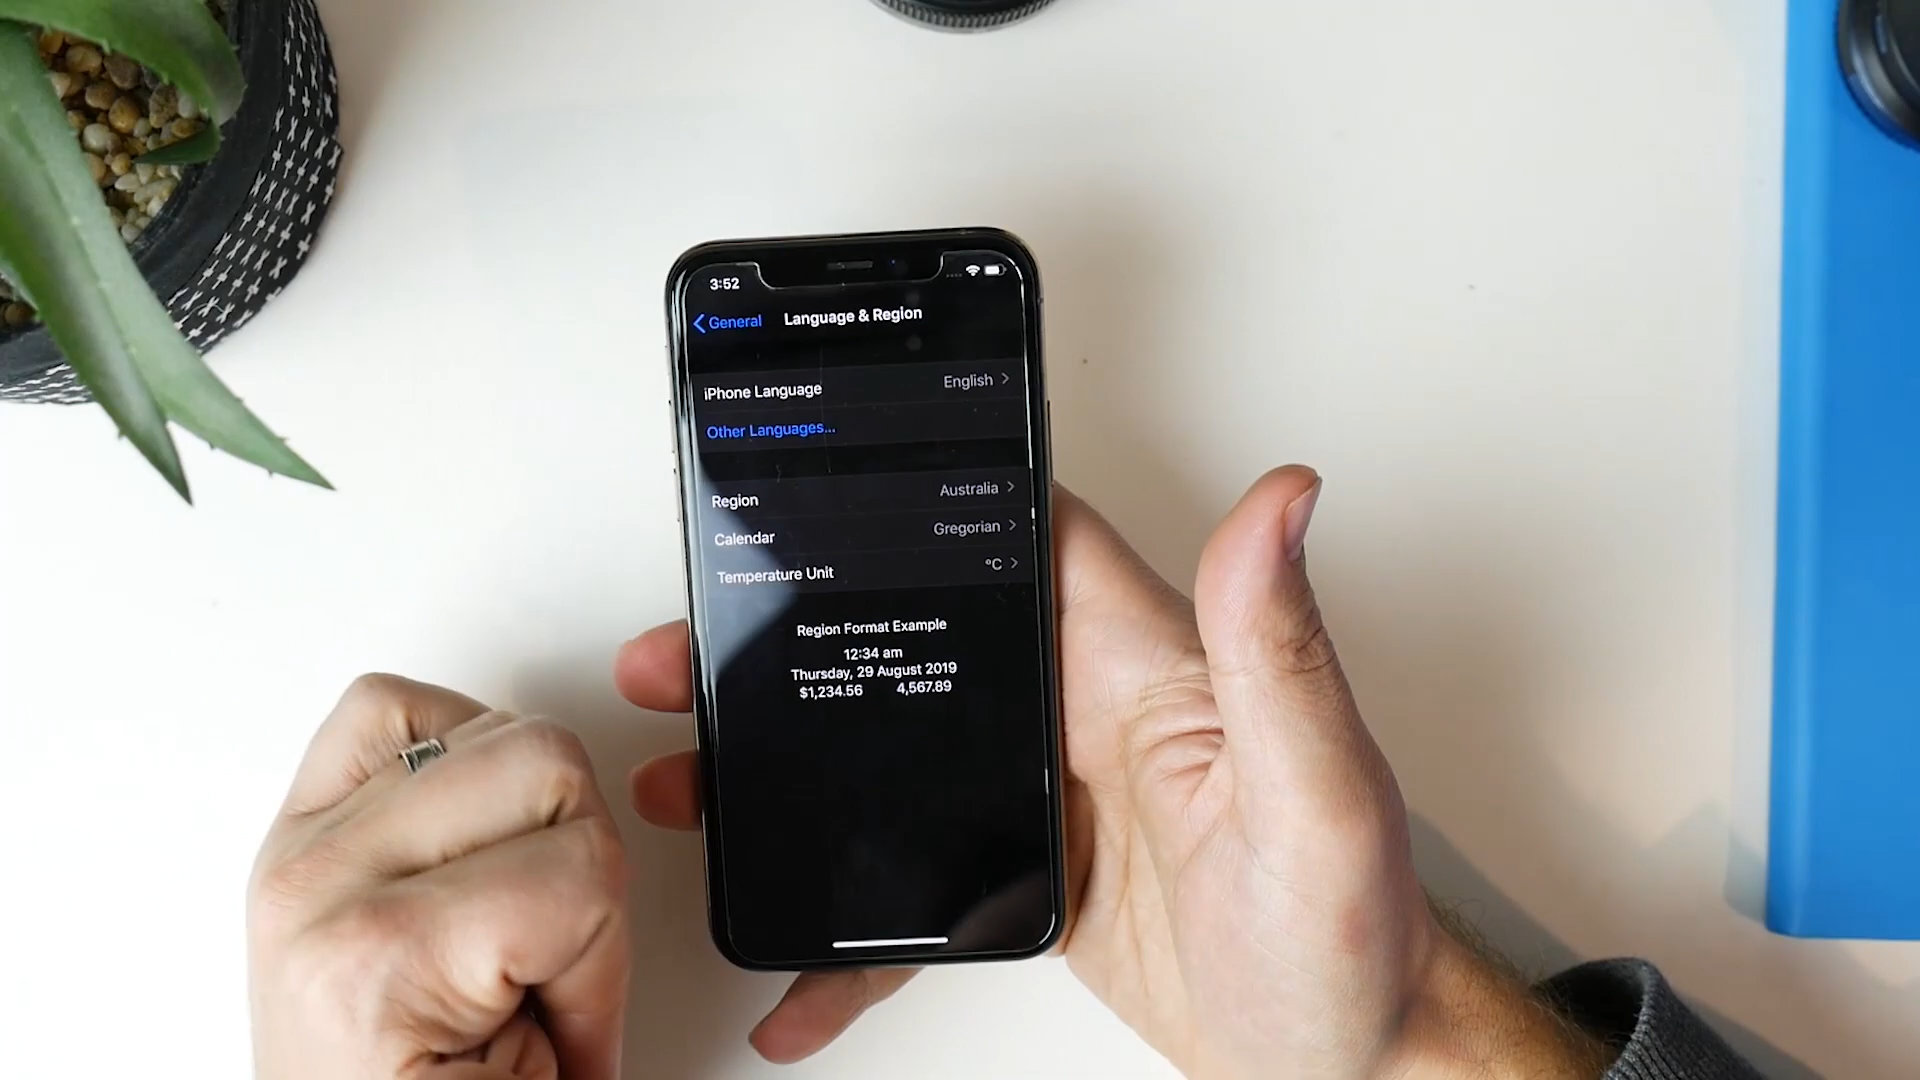 3:52
General
Language & Region
iPhone Language English
Other Languages...
Region Australia
Calendar Gregorian
Temperature Unit °C
Region Format Example
12:34 am
Thursday, 29 August 2019
$1,234.56 4,567.89